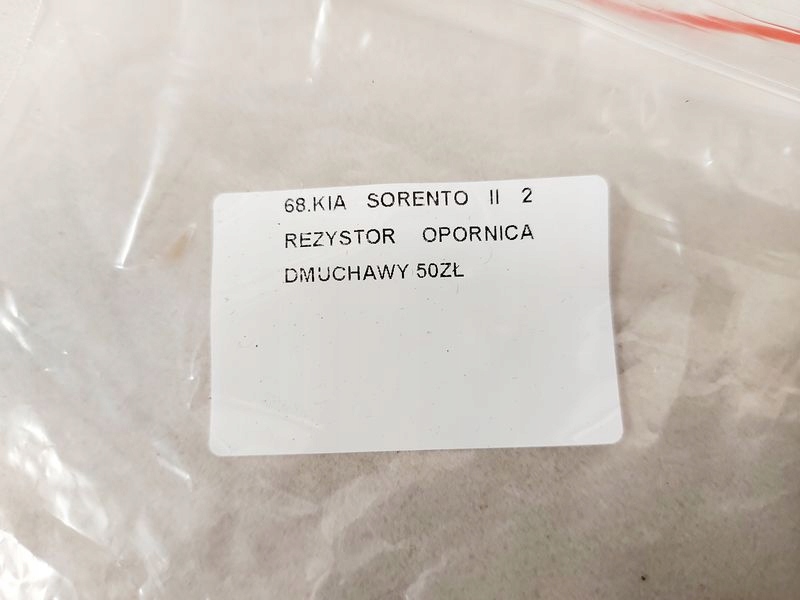 68.KIA SORENTO II 2
REZYSTOR OPORNICA
DMUCHAWY 50ZŁ